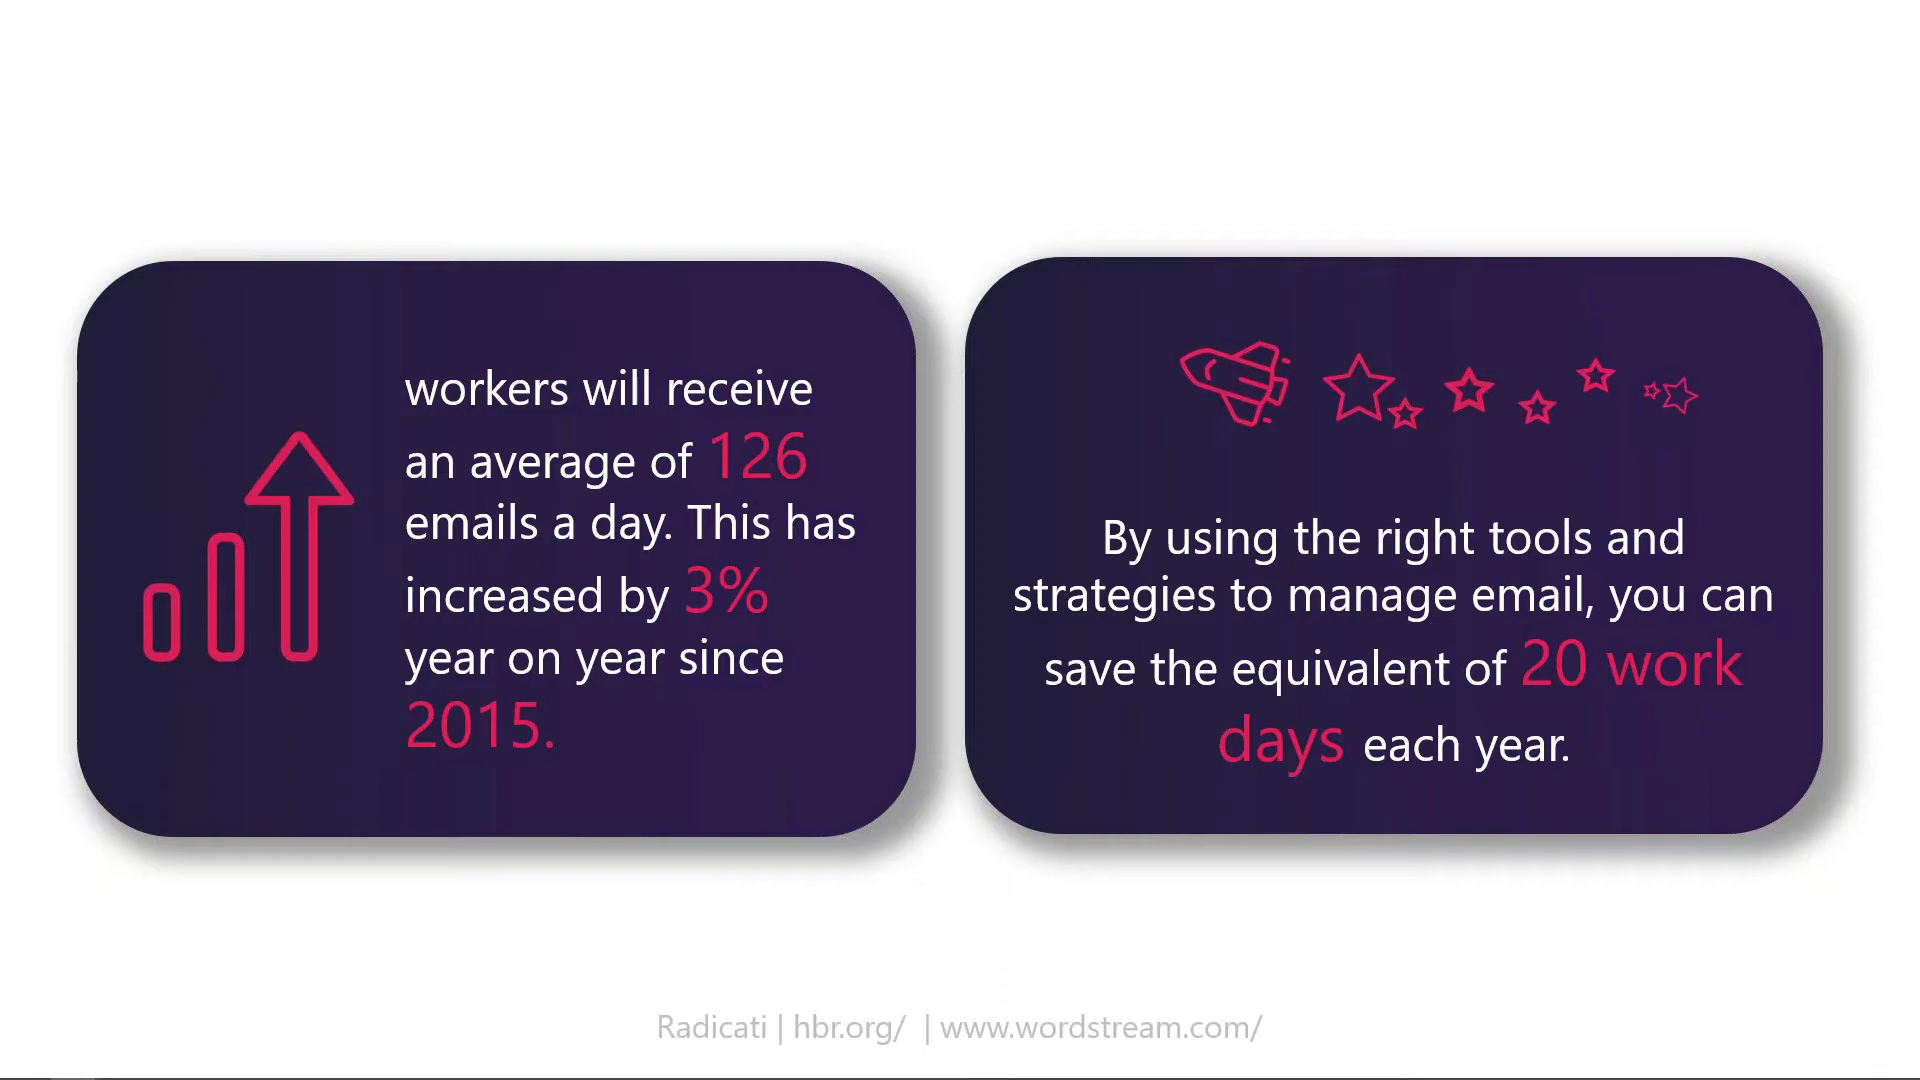 workers will receive
an average of 126
emails a day. This has
increased by 3%
year on year since
2015.
By using the right tools and
strategies to manage email, you can
save the equivalent of 20 work
days each year.
Radicati | hbr.org/ | www.wordstream.com/